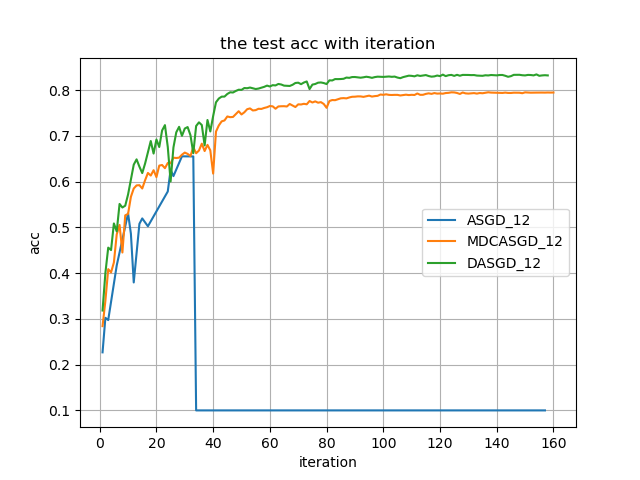 the test acc with iteration
acc
0.8
0.7
0.6
0.5
0.4
0.3
0.2
0.1
ASGD_12
MDCASGD_12
DASGD_12
0 20 40 60 80 100 120 140 160
iteration